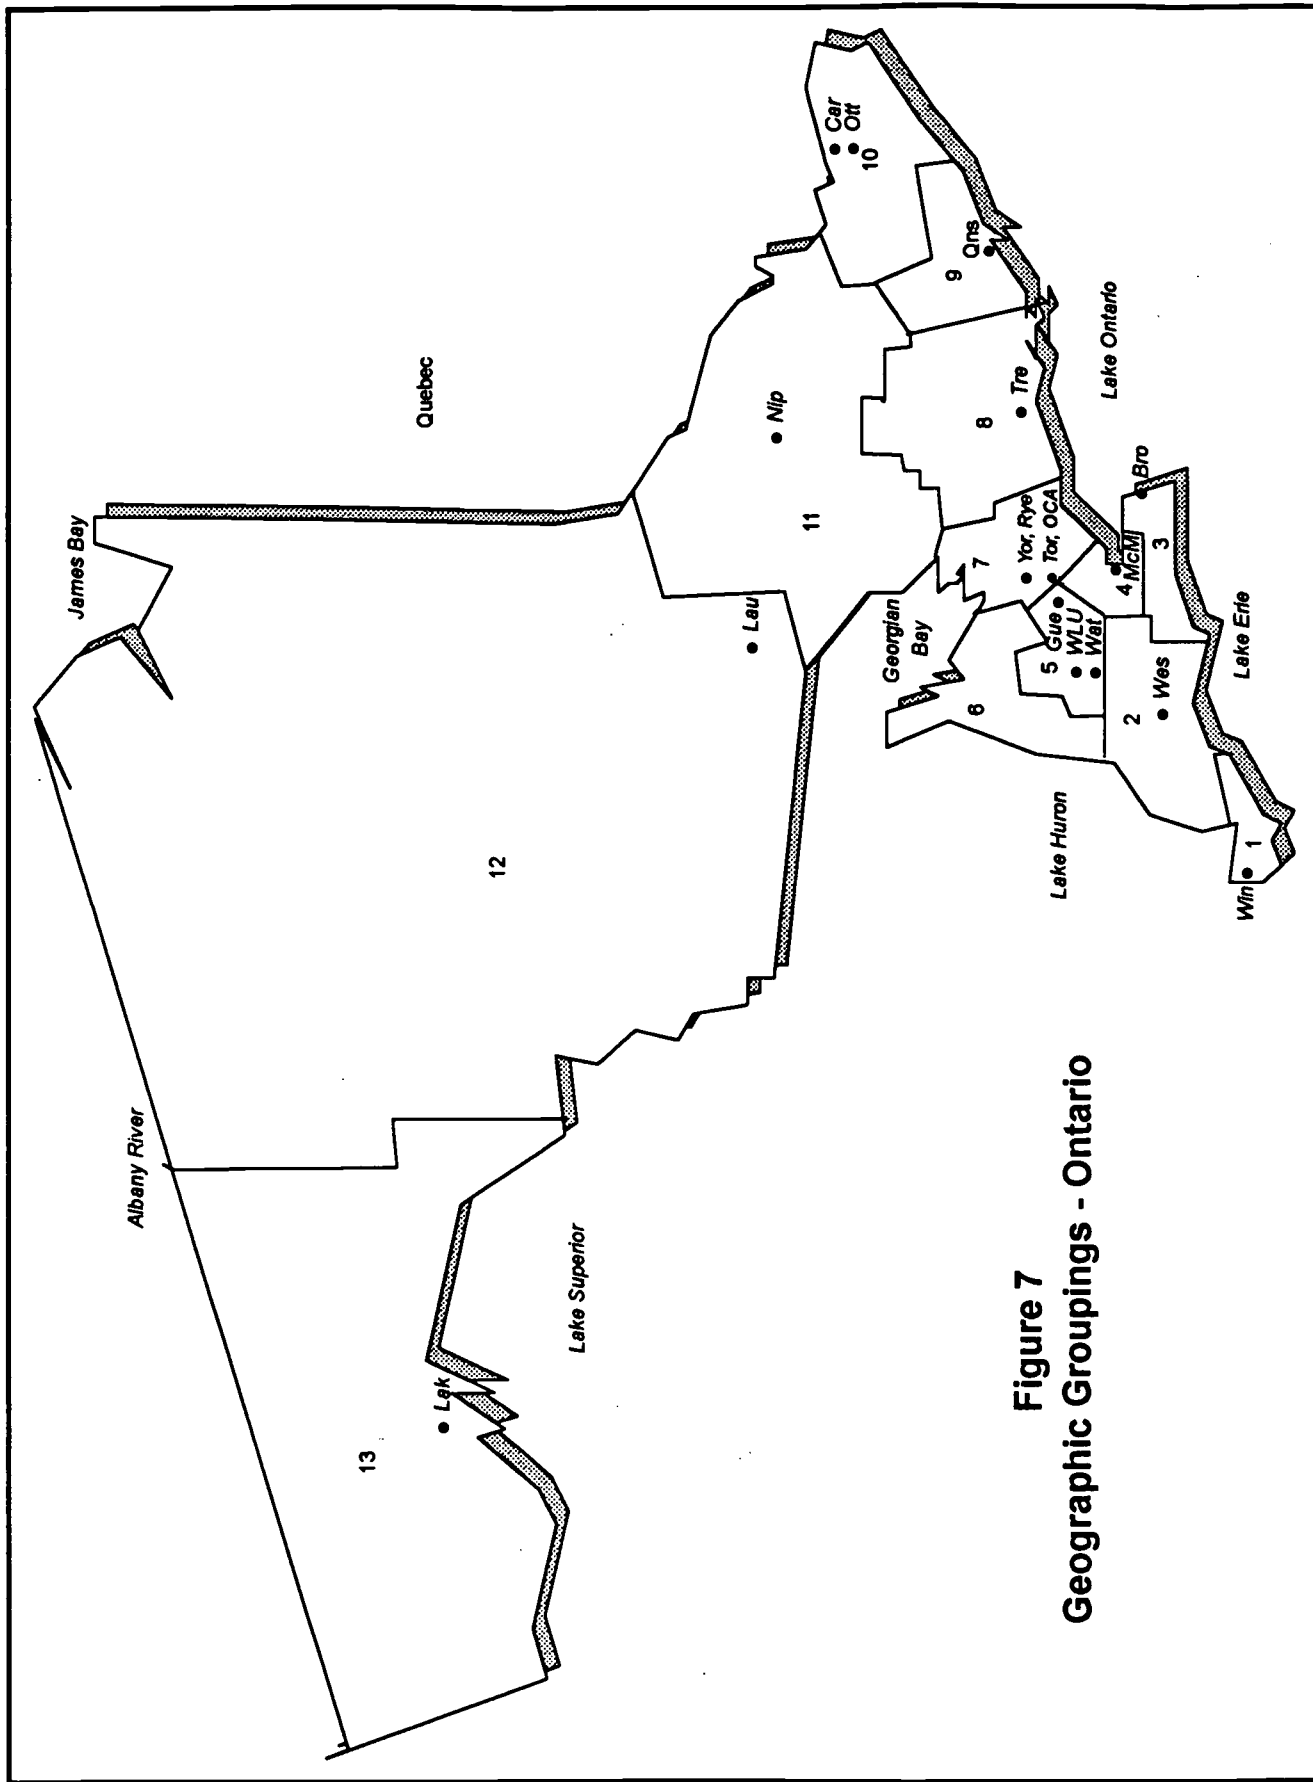 James Bay
Albany River
Quebec
12
13
Lak
Lake Superior
Lau
Nip
11
Car
Ott
10
Georgian
Bay
9
Qns
8
Tre
7
Yor, Rye
Tor, OCA
6
5
Gue
WLU
Wat
4
McM
Bro
3
2
Wes
Lake Ontario
Lake Huron
Lake Erie
Win
1
Figure 7
Geographic Groupings - Ontario